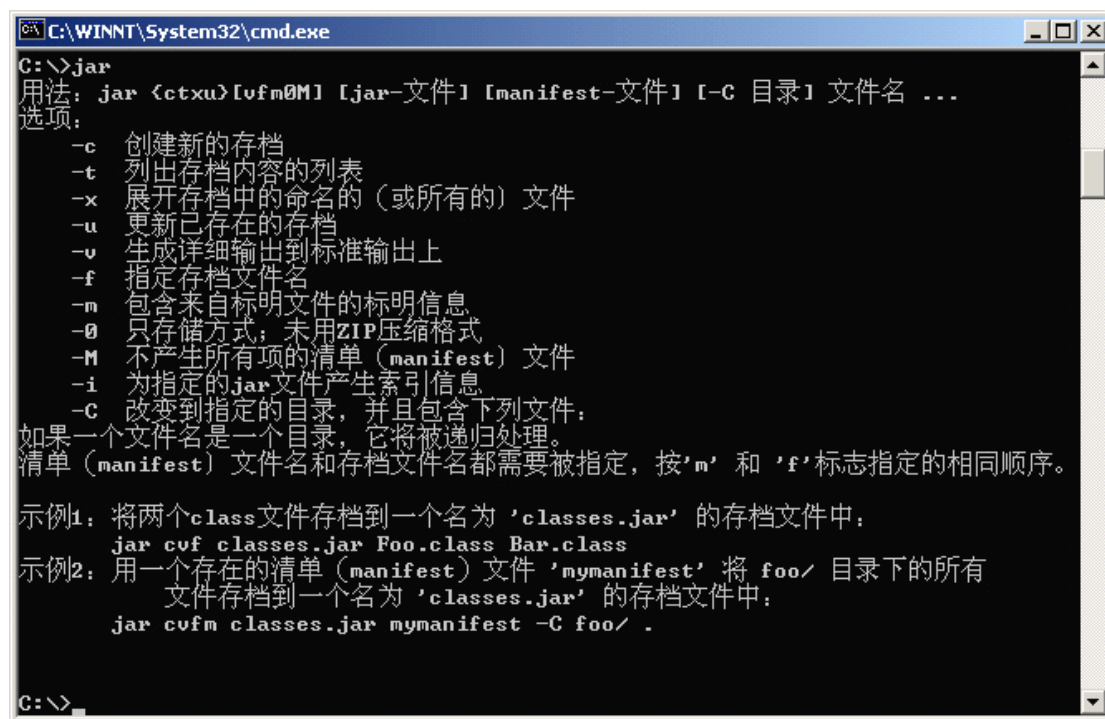 C:\WINNT\System32\cmd.exe
C:\>jar
用法：jar {ctxu}[vfm0M] [jar-文件] [manifest-文件] [-C 目录] 文件名 ...
选项：
    -c  创建新的存档
    -t  列出存档内容的列表
    -x  展开存档中的命名的（或所有的〕文件
    -u  更新已存在的存档
    -v  生成详细输出到标准输出上
    -f  指定存档文件名
    -m  包含来自标明文件的标明信息
    -0  只存储方式；未用ZIP压缩格式
    -M  不产生所有项的清单（manifest〕文件
    -i  为指定的jar文件产生索引信息
    -C  改变到指定的目录，并且包含下列文件：
如果一个文件名是一个目录，它将被递归处理。
清单（manifest〕文件名和存档文件名都需要被指定，按'm' 和 'f'标志指定的相同顺序。
示例1：将两个class文件存档到一个名为 'classes.jar' 的存档文件中：
       jar cvf classes.jar Foo.class Bar.class
示例2：用一个存在的清单（manifest）文件 'mymanifest' 将 foo/ 目录下的所有
           文件存档到一个名为 'classes.jar' 的存档文件中：
       jar cvfm classes.jar mymanifest -C foo/ .
C:\>_